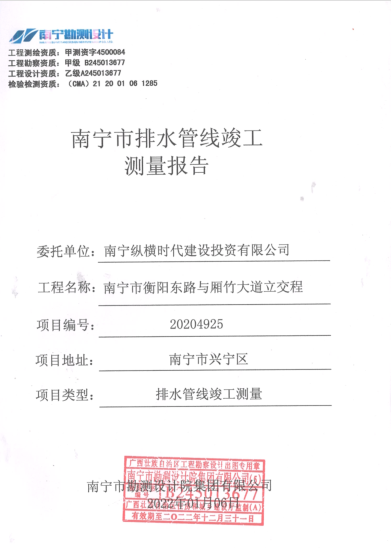 南宁勘测设计
工程测绘资质：甲测资字4500084
工程勘察资质：甲级 B245013677
工程设计资质：乙级A245013677
检验检测资质：(CMA) 21 20 01 06 1285
南宁市排水管线竣工
测量报告
委托单位：南宁纵横时代建设投资有限公司
工程名称：南宁市衡阳东路与厢竹大道立交程
项目编号：20204925
项目地址：南宁市兴宁区
项目类型：排水管线竣工测量
广西壮族自治区工程勘察设计出图专用章
南宁市勘测设计院集团有限公司
编号
B245013677
2022年01月06日
有效期至二〇二二年十二月三十一日